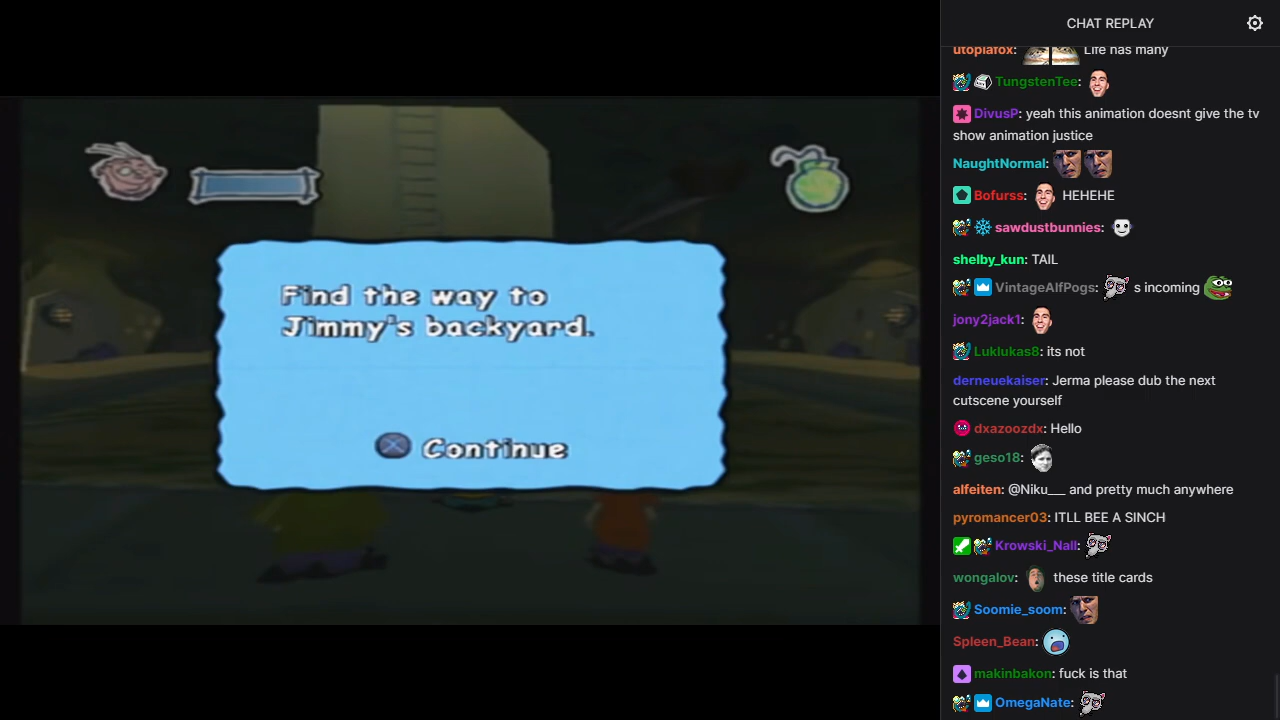 Find the way to
Jimmy's backyard.
Continue
CHAT REPLAY
utopiafox: Life has many
TungstenTee:
DivusP: yeah this animation doesnt give the tv
show animation justice
NaughtNormal:
Bofurss: HEHEHE
sawdustbunnies:
shelby_kun: TAIL
VintageAlfPogs: s incoming
jony2jack1:
Luklukas8: its not
derneuekaiser: Jerma please dub the next
cutscene yourself
dxazoozdx: Hello
geso18:
alfeiten: @Niku__ and pretty much anywhere
pyromancer03: ITLL BEE A SINCH
Krowski_Nall:
wongalov: these title cards
Soomie_soom:
Spleen_Bean:
makinbakon: fuck is that
OmegaNate: